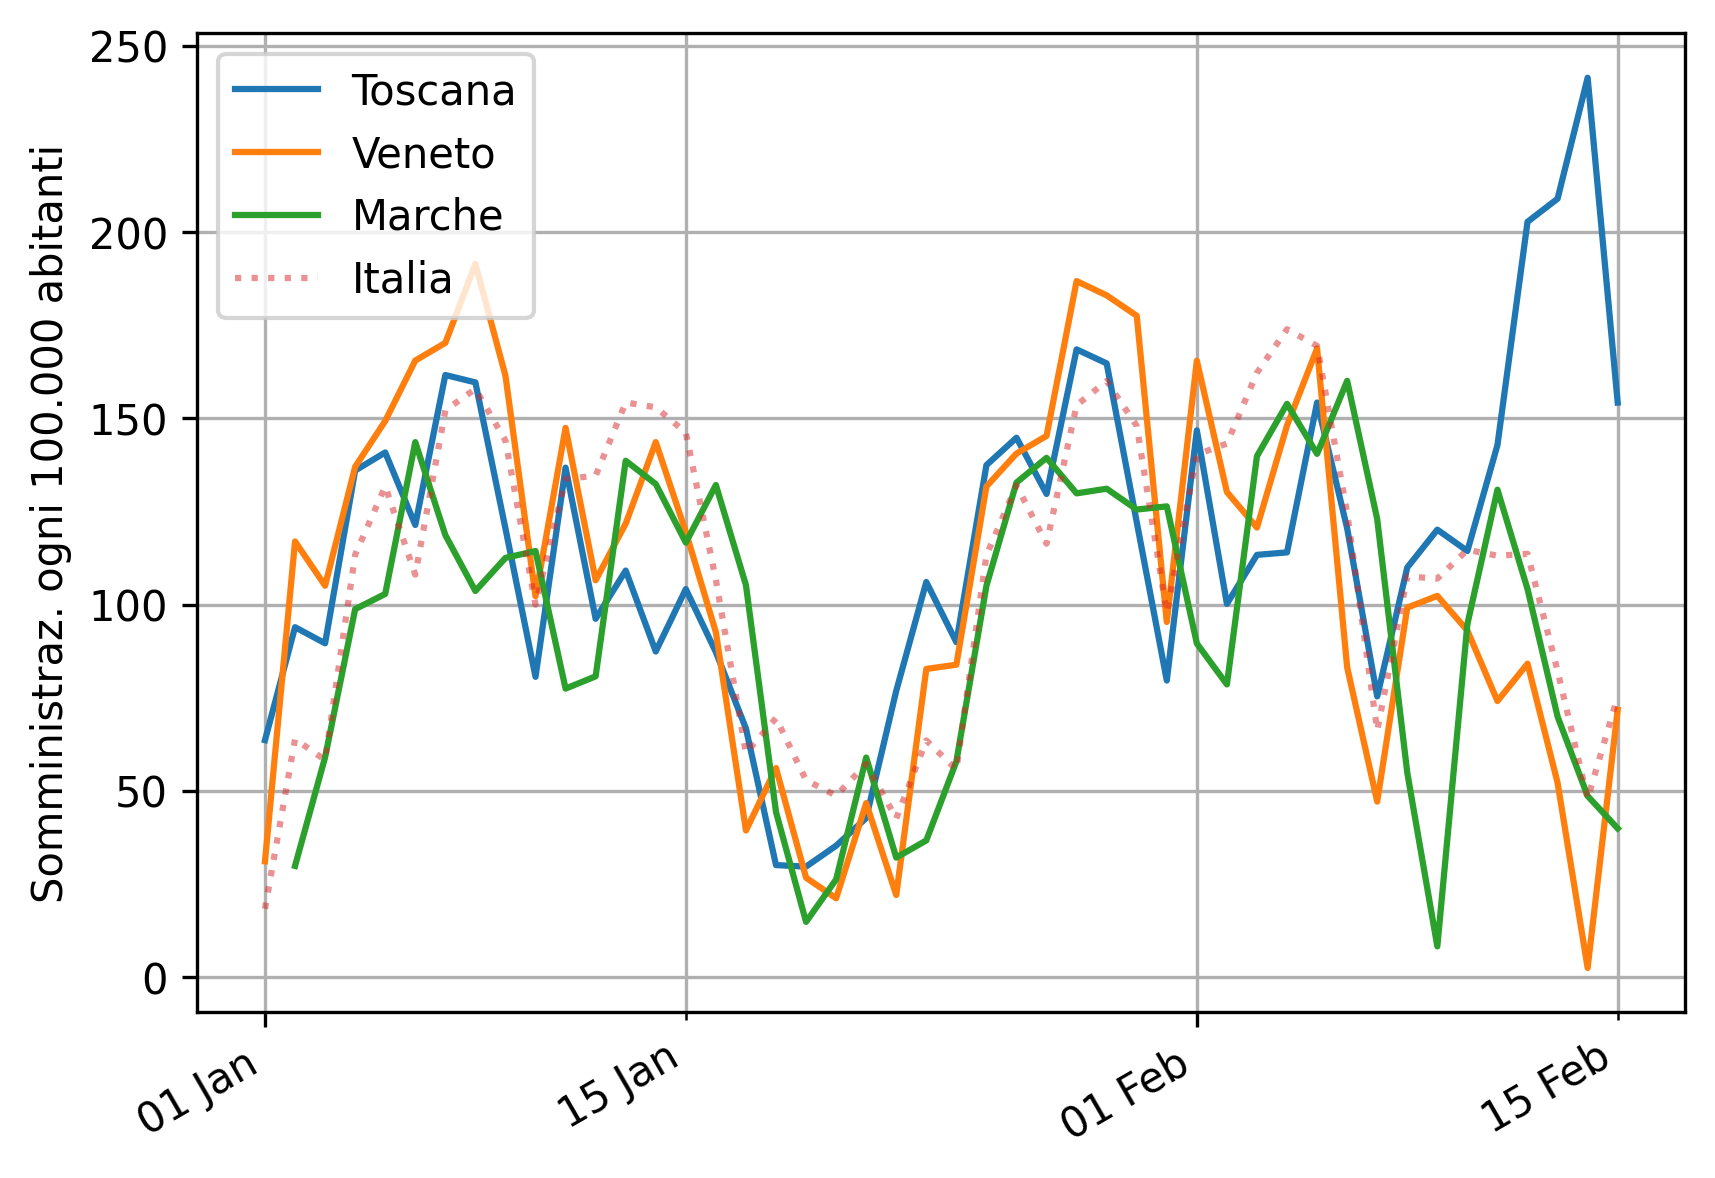 Somministraz. ogni 100.000 abitanti
250
200
150
100
50
0
Toscana
Veneto
Marche
Italia
01 Jan
15 Jan
01 Feb
15 Feb